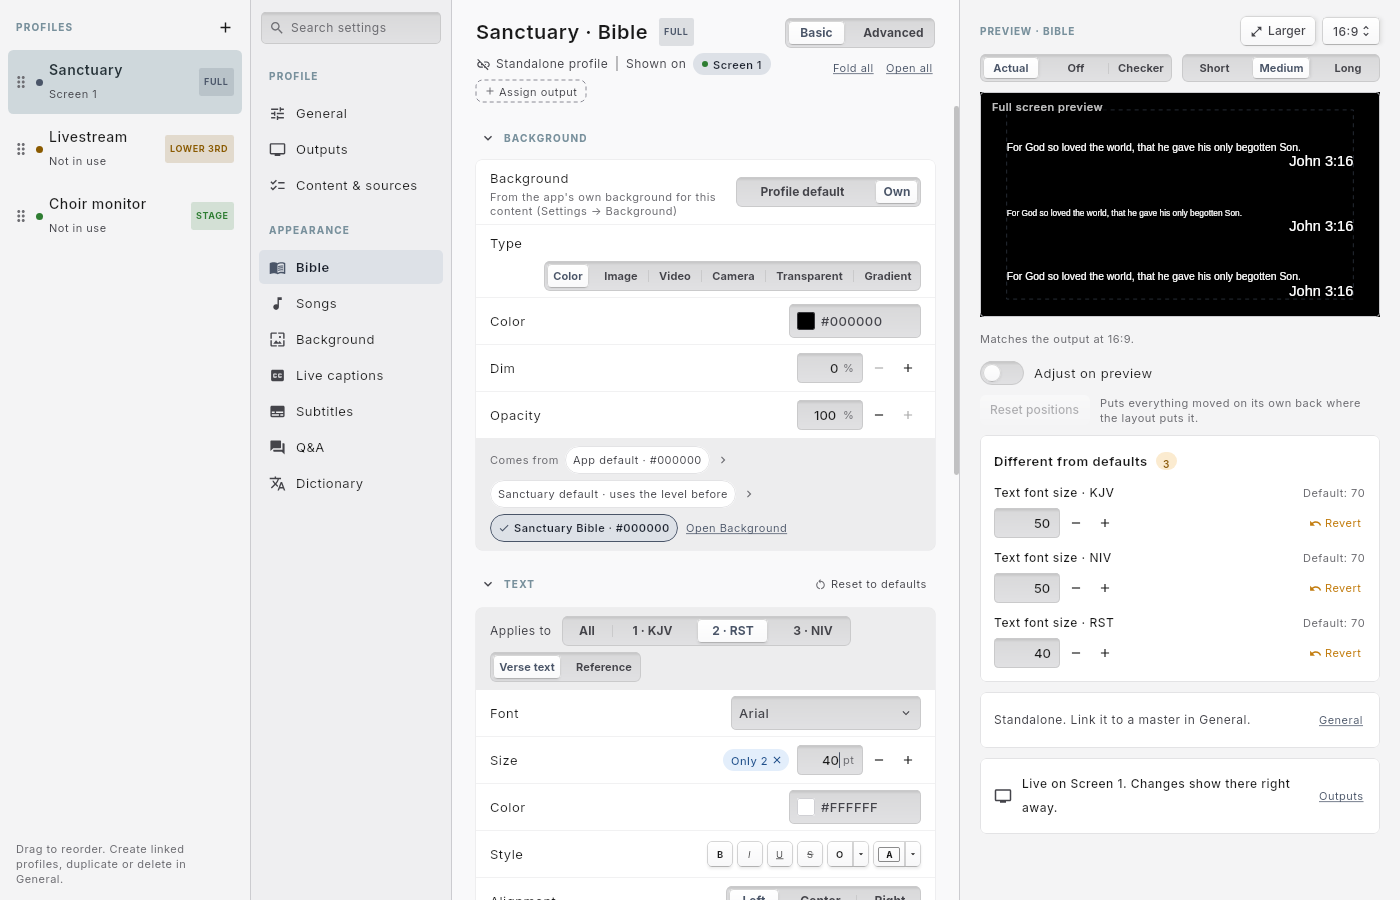 PROFILES
Sanctuary
Screen 1
FULL
Livestream
Not in use
LOWER 3RD
Choir monitor
Not in use
STAGE
Drag to reorder. Create linked
profiles, duplicate or delete in
General.
Search settings
PROFILE
General
Outputs
Content & sources
APPEARANCE
Bible
Songs
Background
Live captions
Subtitles
Q&A
Dictionary
Sanctuary · Bible
FULL
Basic
Advanced
Standalone profile | Shown on
Screen 1
Fold all
Open all
+ Assign output
BACKGROUND
Background
From the app's own background for this
content (Settings → Background)
Profile default
Own
Type
Color
Image
Video
Camera
Transparent
Gradient
Color
#000000
Dim
0 %
− +
Opacity
100 %
− +
Comes from
App default · #000000
Sanctuary default · uses the level before
Sanctuary Bible · #000000
Open Background
TEXT
Reset to defaults
Applies to
All
1 · KJV
2 · RST
3 · NIV
Verse text
Reference
Font
Arial
Size
Only 2 ×
40 pt
− +
Color
#FFFFFF
Style
B
I
U
S
O
A
Alignment
Left
Center
Right
PREVIEW · BIBLE
Larger
16:9
Actual
Off
Checker
Short
Medium
Long
Full screen preview
For God so loved the world, that he gave his only begotten Son.
John 3:16
For God so loved the world, that he gave his only begotten Son.
John 3:16
For God so loved the world, that he gave his only begotten Son.
John 3:16
Matches the output at 16:9.
Adjust on preview
Reset positions
Puts everything moved on its own back where
the layout puts it.
Different from defaults
3
Text font size · KJV
Default: 70
50
− +
Revert
Text font size · NIV
Default: 70
50
− +
Revert
Text font size · RST
Default: 70
40
− +
Revert
Standalone. Link it to a master in General.
General
Live on Screen 1. Changes show there right
away.
Outputs